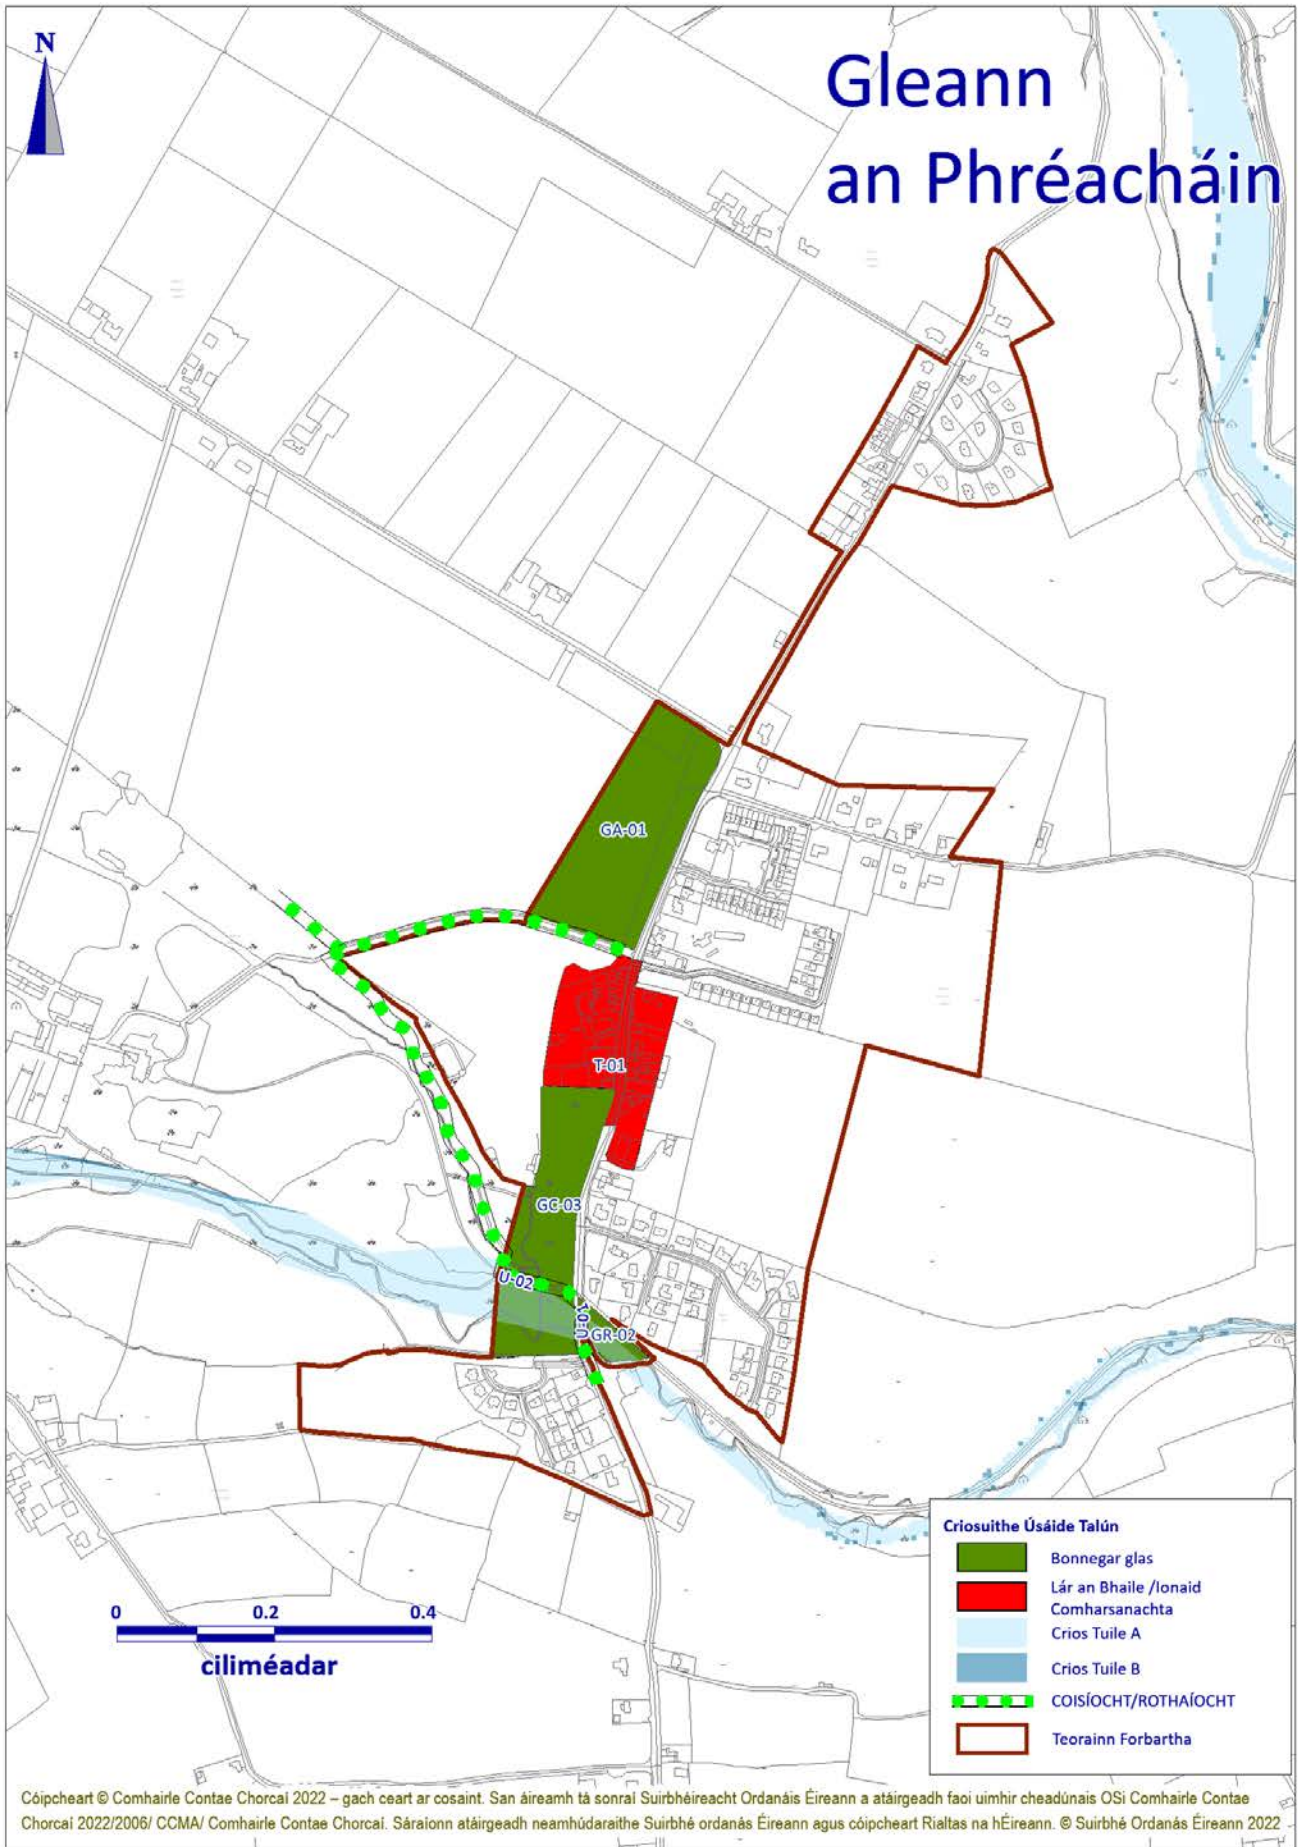 N
Gleann
an Phréacháin
GA-01
T-01
GC-03
U-02
U-01
GR-02
Criosuithe Úsáide Talún
Bonnegar glas
Lár an Bhaile /Ionaid
Comharsanachta
Crios Tuile A
Crios Tuile B
COISÍOCHT/ROTHAÍOCHT
Teorainn Forbartha
0 0.2 0.4
ciliméadar
Cóipcheart © Comhairle Contae Chorcaí 2022 – gach ceart ar cosaint. San áireamh tá sonraí Suirbhéireacht Ordanáis Éireann a atáirgeadh faoi uimhir cheadúnais OSi Comhairle Contae
Chorcaí 2022/2006/ CCMA/ Comhairle Contae Chorcaí. Sáraíonn atáirgeadh neamhúdaraithe Suirbhé ordanás Éireann agus cóipcheart Rialtas na hÉireann. © Suirbhé Ordanás Éireann 2022